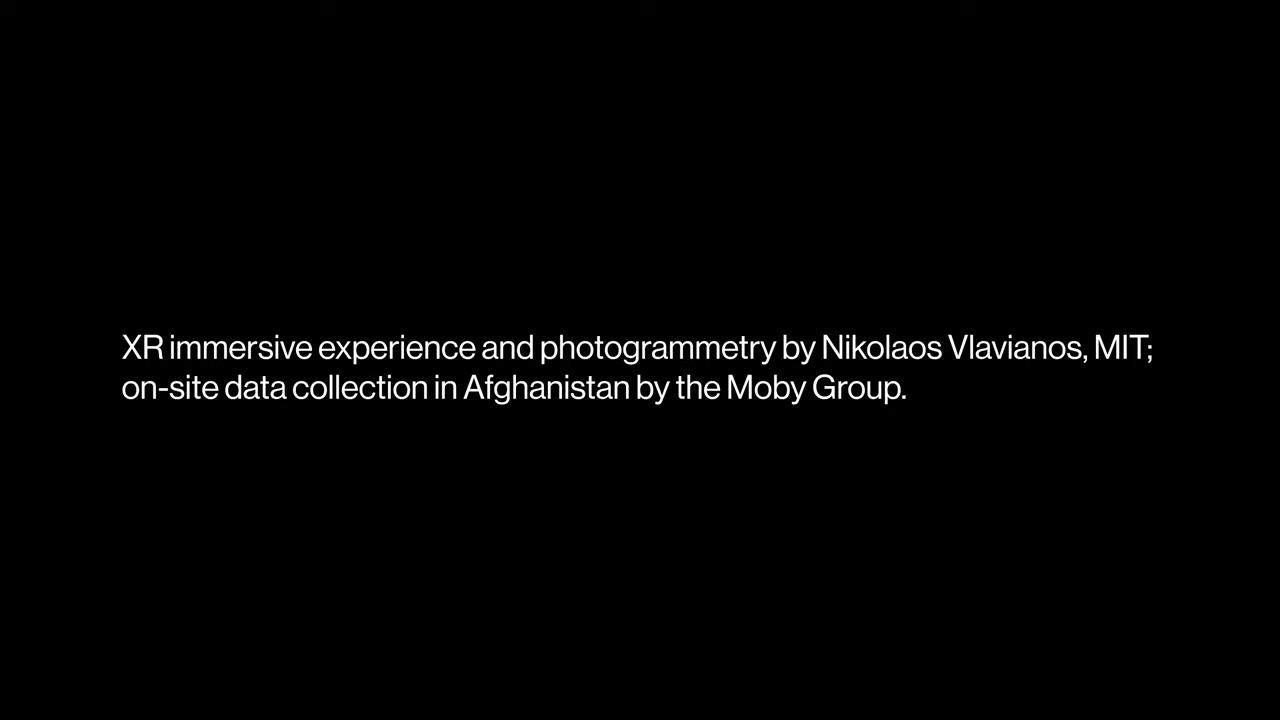 XR immersive experience and photogrammetry by Nikolaos Vlavianos, MIT;
on-site data collection in Afghanistan by the Moby Group.